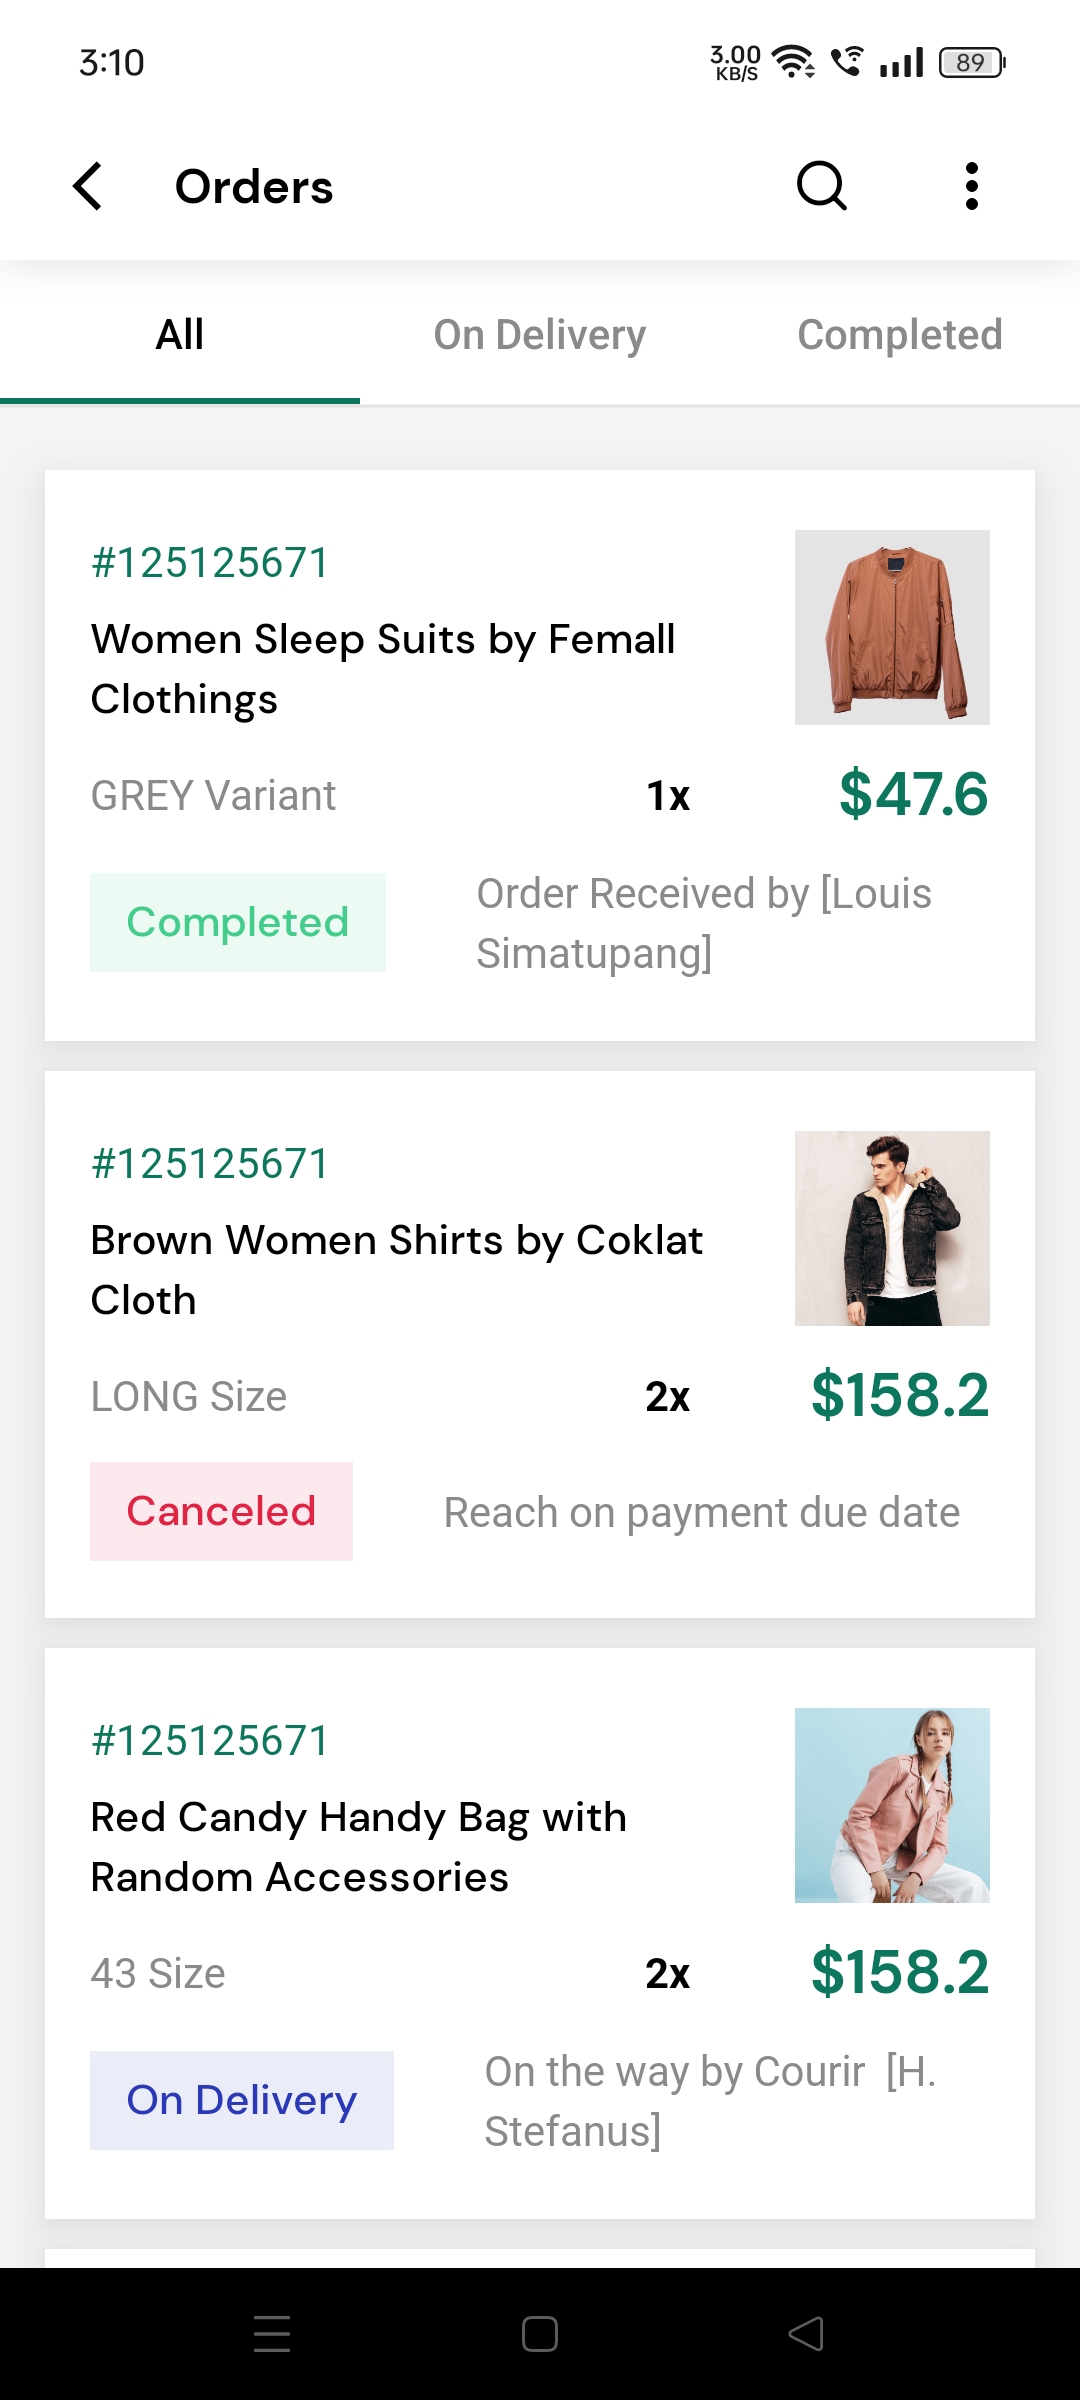 3:10
3.00
KB/S
89
Orders
All
On Delivery
Completed
#125125671
Women Sleep Suits by Femall
Clothings
GREY Variant
1x
$47.6
Completed
Order Received by [Louis
Simatupang]
#125125671
Brown Women Shirts by Coklat
Cloth
LONG Size
2x
$158.2
Canceled
Reach on payment due date
#125125671
Red Candy Handy Bag with
Random Accessories
43 Size
2x
$158.2
On Delivery
On the way by Courir  [H.
Stefanus]